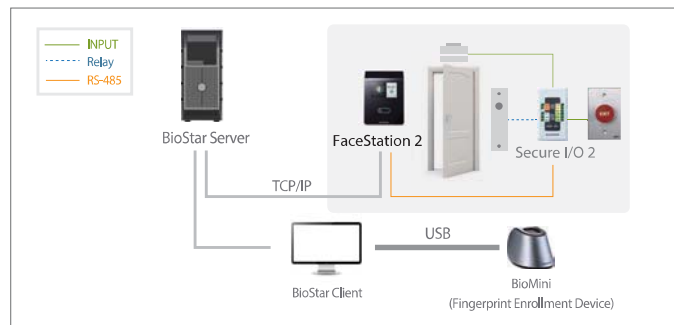 INPUT
Relay
RS-485
BioStar Server
FaceStation 2
EXIT
Secure I/O 2
TCP/IP
USB
BioStar Client
BioMini
(Fingerprint Enrollment Device)